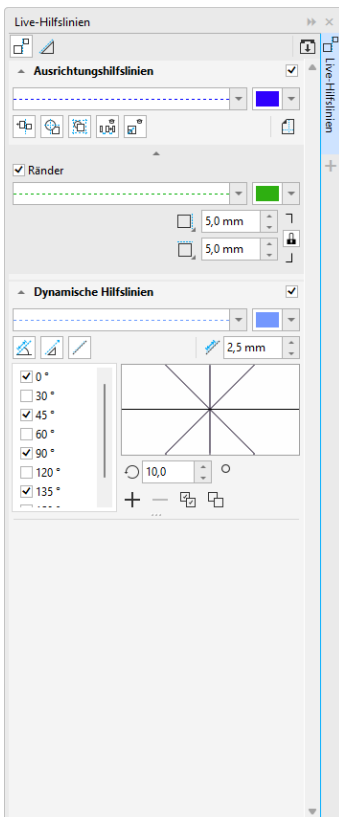 Live-Hilfslinien
Live-Hilfslinien
Ausrichtungshilfslinien
Ränder
5,0 mm
5,0 mm
Dynamische Hilfslinien
2,5 mm
0 °
30 °
45 °
60 °
90 °
120 °
135 °
10,0